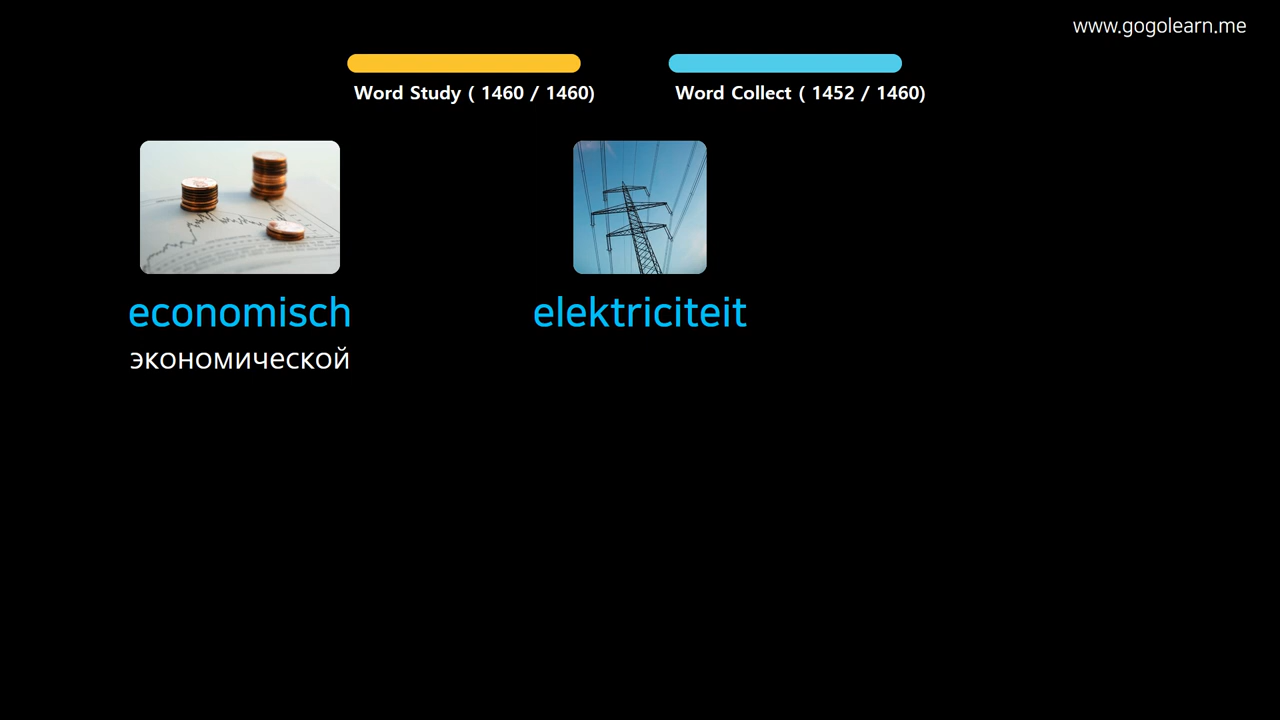 www.gogolearn.me
Word Study ( 1460 / 1460)
Word Collect ( 1452 / 1460)
economisch
elektriciteit
экономической